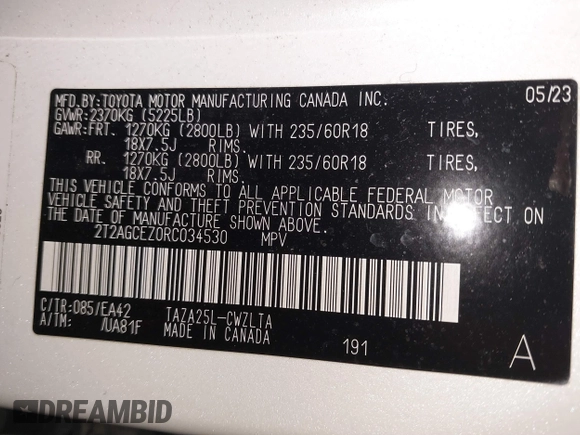 MFD.BY:TOYOTA MOTOR MANUFACTURING CANADA INC. 05/23
GVWR:2370KG (5225LB)
GAWR:FRT. 1270KG (2800LB) WITH 235/60R18 TIRES,
18X7.5J RIMS.
RR. 1270KG (2800LB) WITH 235/60R18 TIRES,
18X7.5J RIMS.
THIS VEHICLE CONFORMS TO ALL APPLICABLE FEDERAL MOTOR
VEHICLE SAFETY AND THEFT PREVENTION STANDARDS IN EFFECT ON
THE DATE OF MANUFACTURE SHOWN ABOVE.
2T2AGCEZ0RC034530 MPV
C/TR:085/EA42 TAZA25L-CWZLTA
A/TM: /UA81F MADE IN CANADA
191 A
DREAMBID